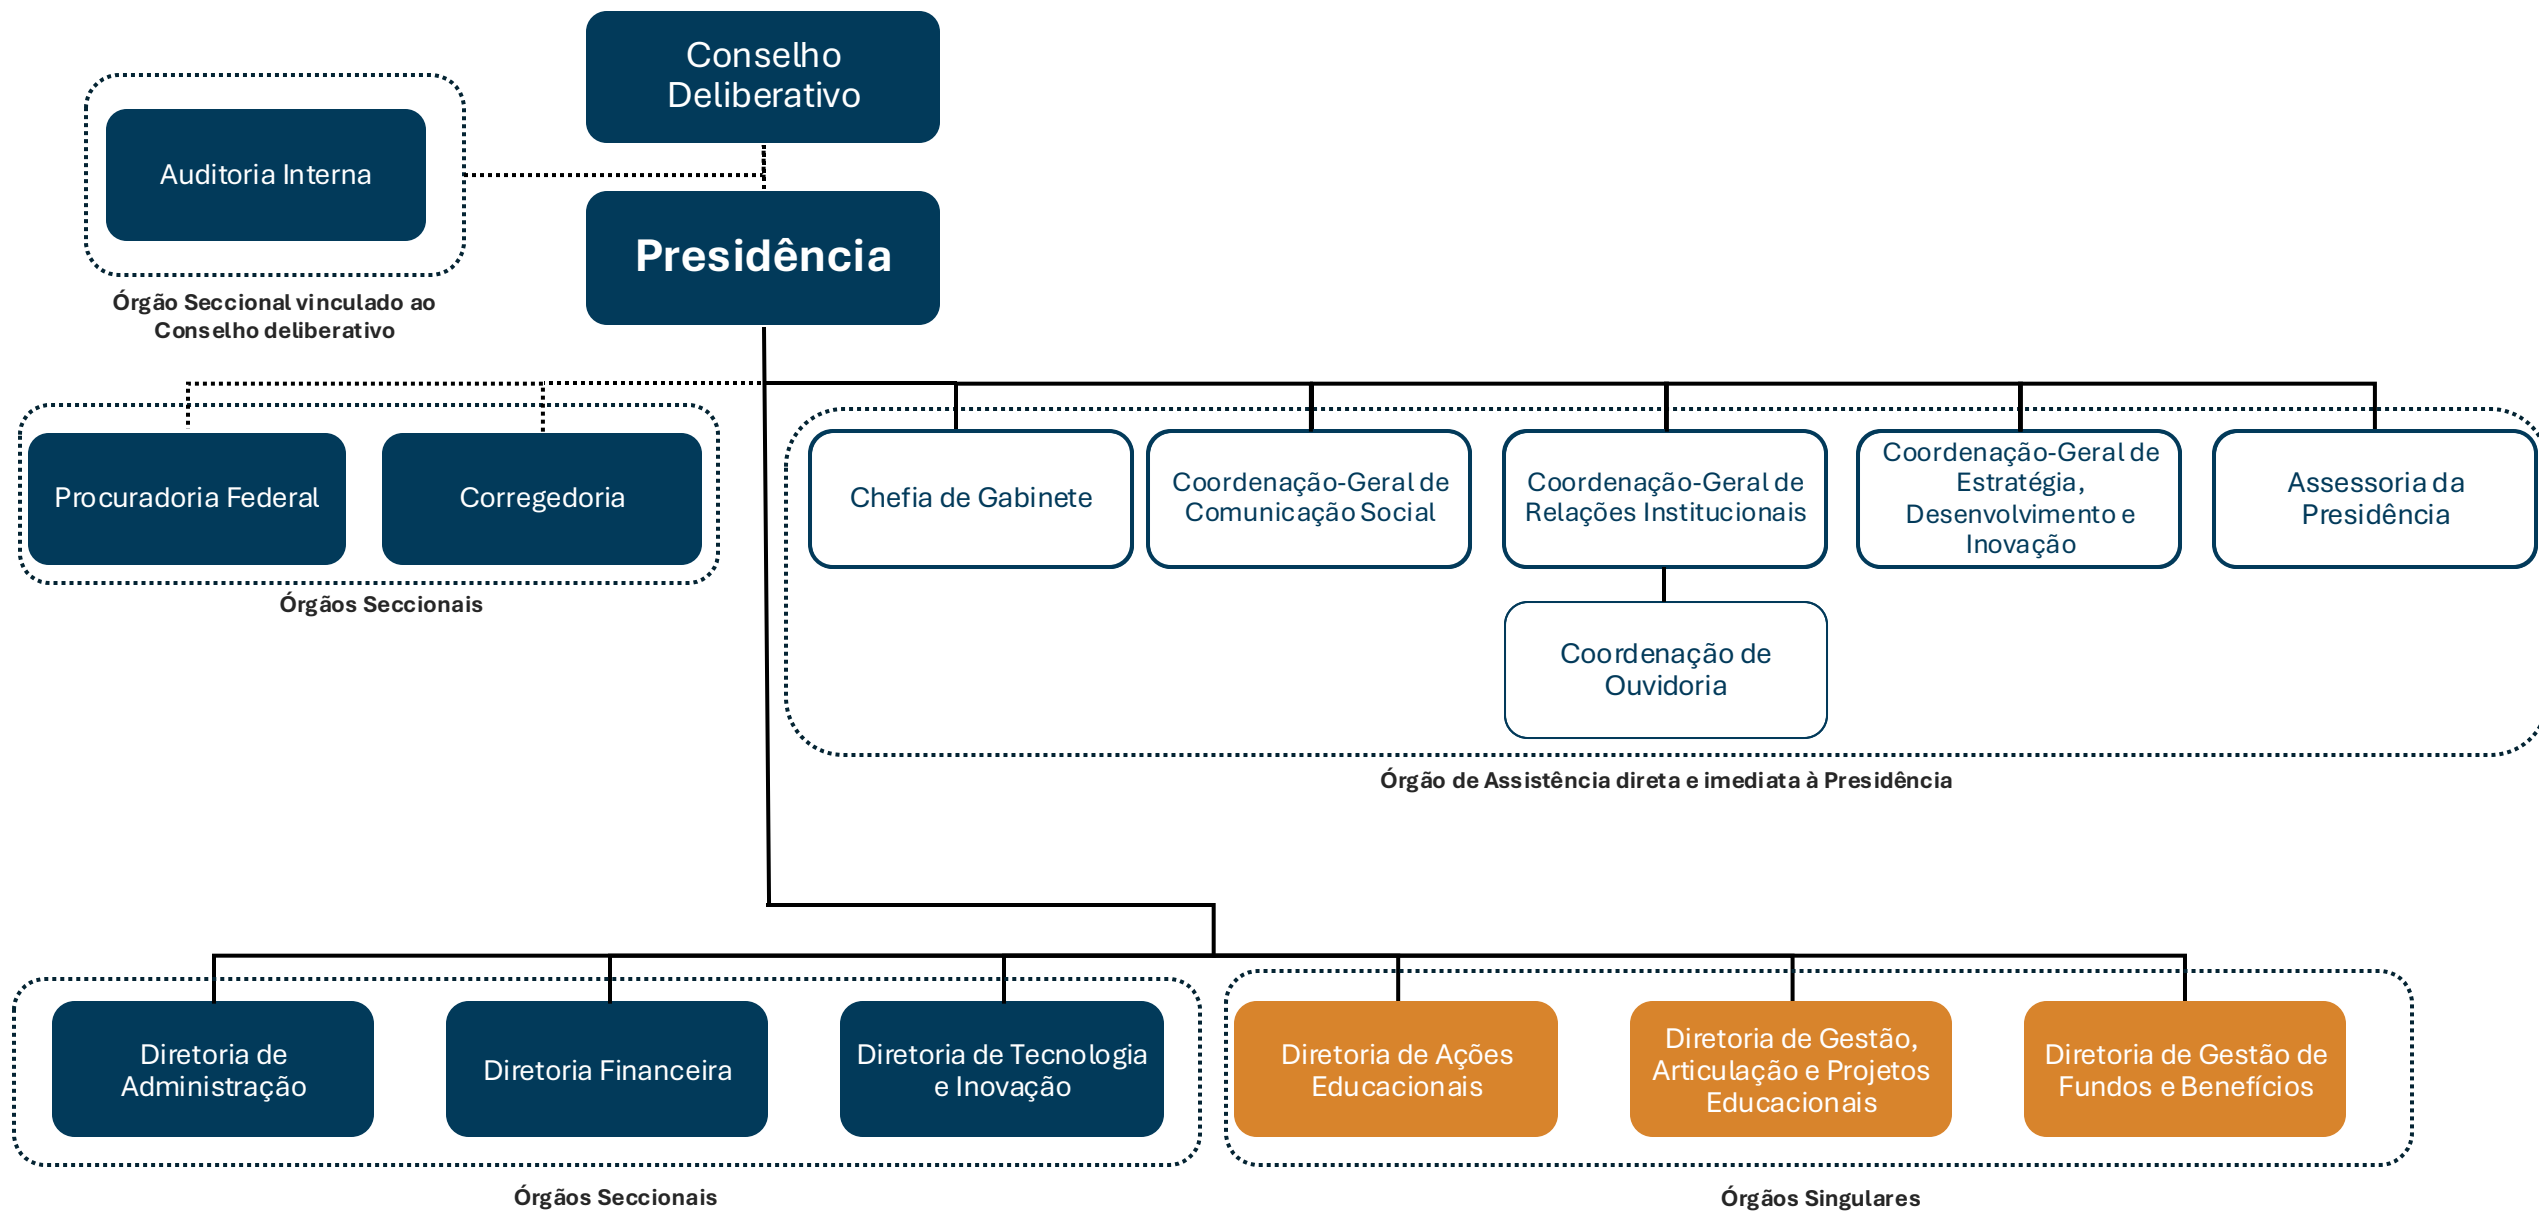 Conselho
Deliberativo
Auditoria Interna
Presidência
Órgão Seccional vinculado ao
Conselho deliberativo
Procuradoria Federal
Corregedoria
Órgãos Seccionais
Chefia de Gabinete
Coordenação-Geral de
Comunicação Social
Coordenação-Geral de
Relações Institucionais
Coordenação-Geral de
Estratégia,
Desenvolvimento e
Inovação
Assessoria da
Presidência
Coordenação de
Ouvidoria
Órgão de Assistência direta e imediata à Presidência
Diretoria de
Administração
Diretoria Financeira
Diretoria de Tecnologia
e Inovação
Diretoria de Ações
Educacionais
Diretoria de Gestão,
Articulação e Projetos
Educacionais
Diretoria de Gestão de
Fundos e Benefícios
Órgãos Seccionais
Órgãos Singulares